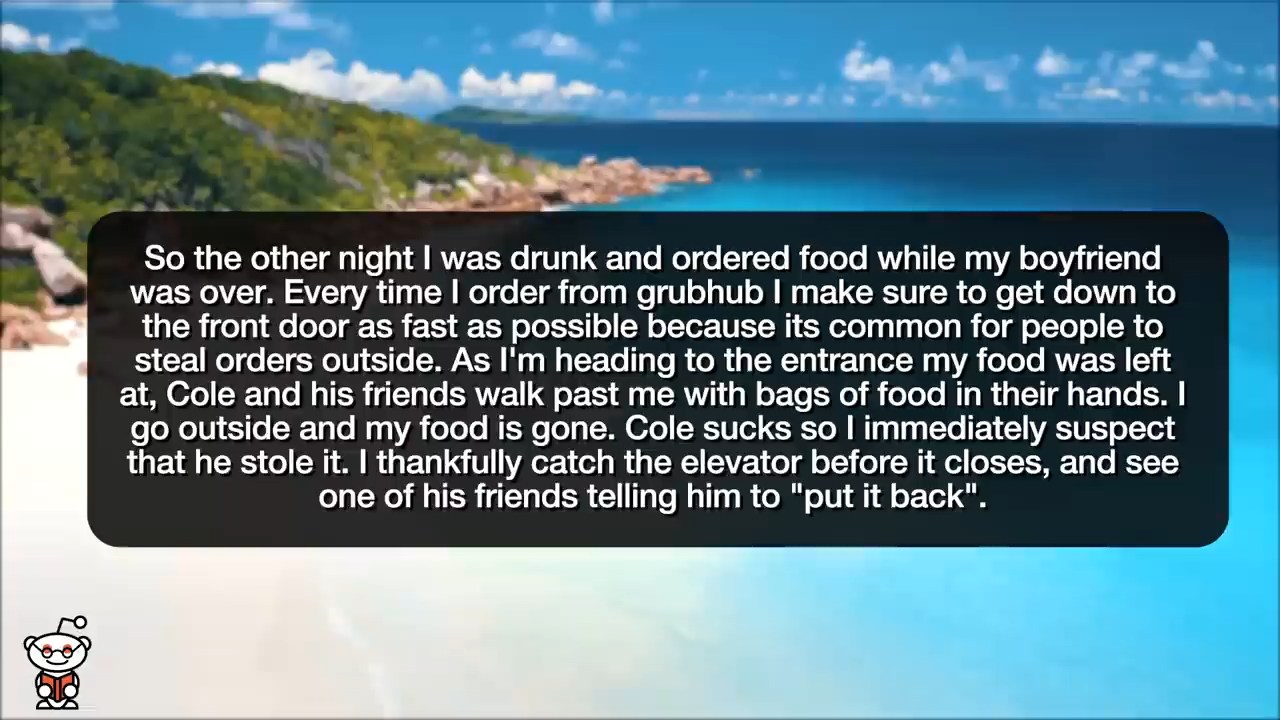 So the other night I was drunk and ordered food while my boyfriend
was over. Every time I order from grubhub I make sure to get down to
the front door as fast as possible because its common for people to
steal orders outside. As I'm heading to the entrance my food was left
at, Cole and his friends walk past me with bags of food in their hands. I
go outside and my food is gone. Cole sucks so I immediately suspect
that he stole it. I thankfully catch the elevator before it closes, and see
one of his friends telling him to "put it back".